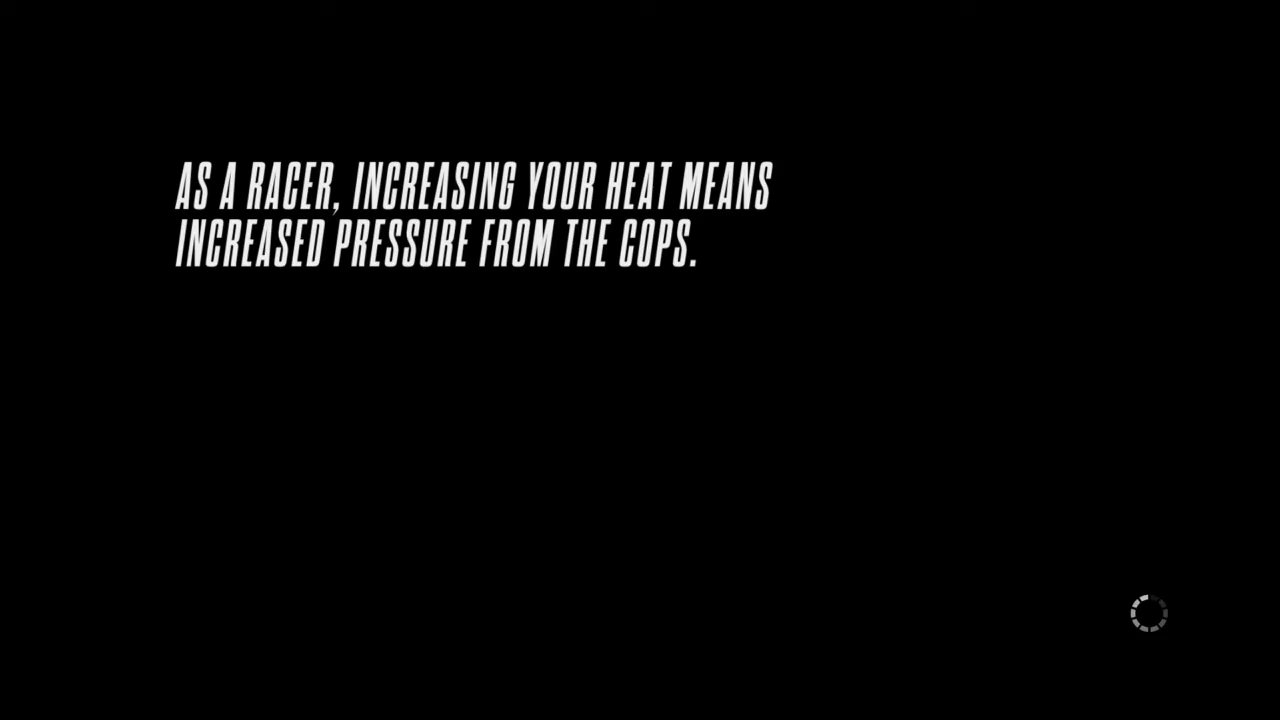 AS A RACER, INCREASING YOUR HEAT MEANS
INCREASED PRESSURE FROM THE COPS.